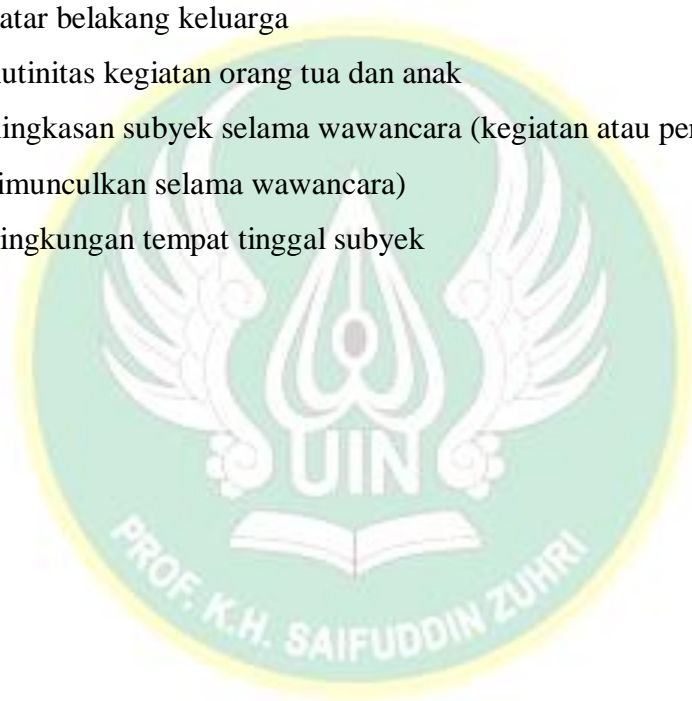 atar belakang keluarga
utinitas kegiatan orang tua dan anak
ingkasan subyek selama wawancara (kegiatan atau per
imunculkan selama wawancara)
ingkungan tempat tinggal subyek
UIN
PROF. K.H. SAIFUDDIN ZUHRI